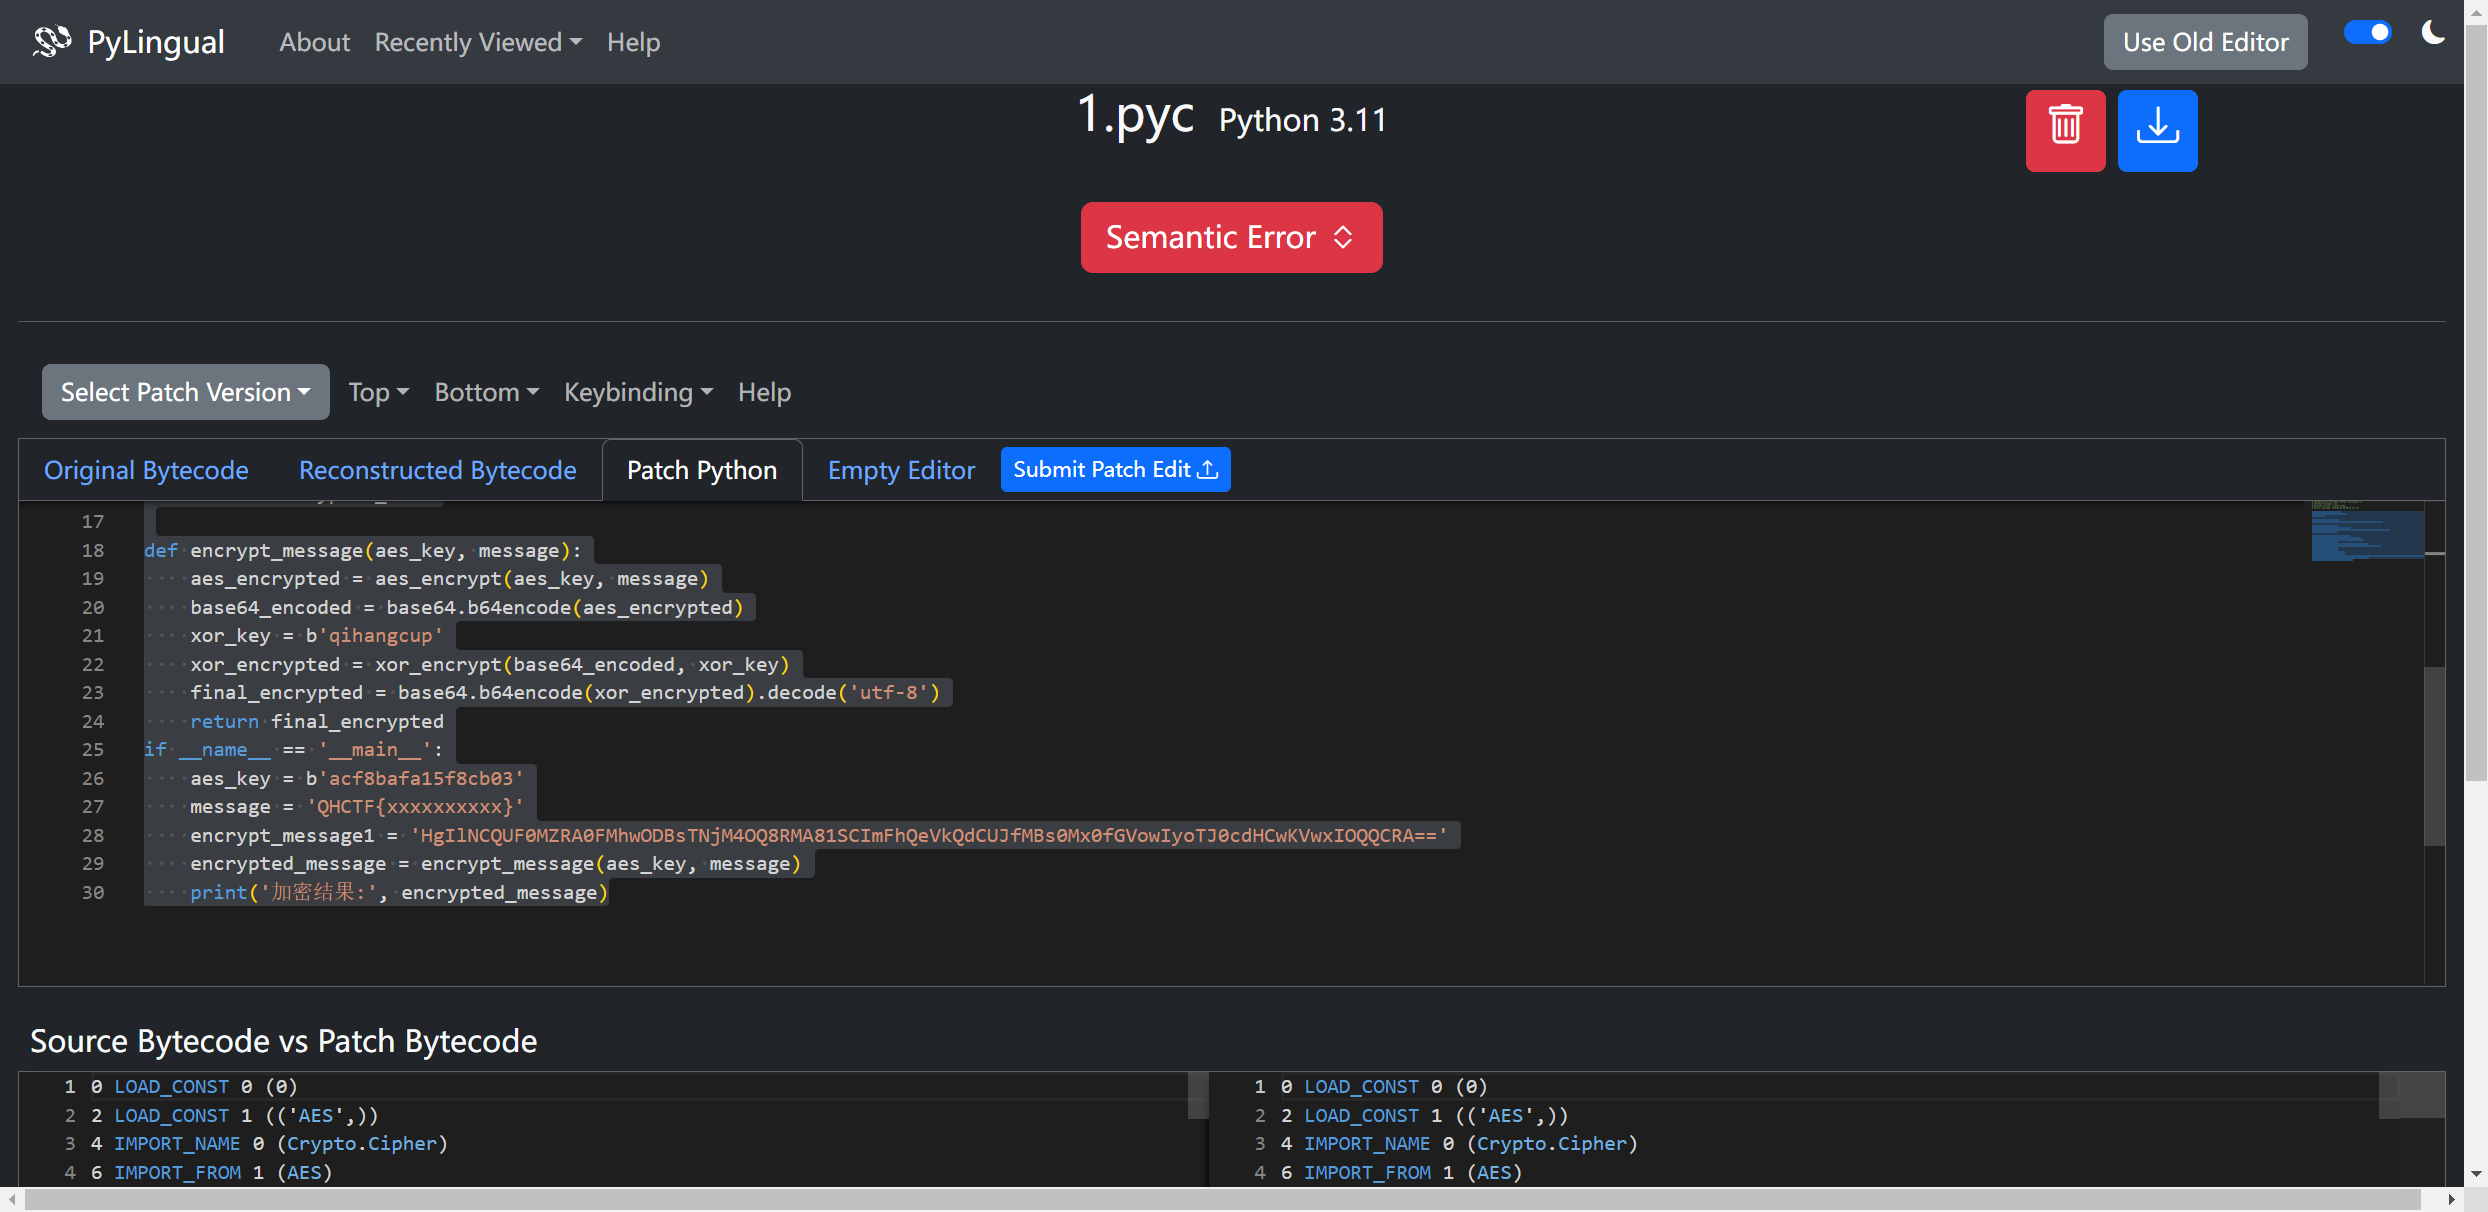 PyLingual About Recently Viewed Help Use Old Editor
1.pyc Python 3.11
Semantic Error
Select Patch Version Top Bottom Keybinding Help
Original Bytecode Reconstructed Bytecode Patch Python Empty Editor Submit Patch Edit
17
18 def encrypt_message(aes_key, message):
19 aes_encrypted = aes_encrypt(aes_key, message)
20 base64_encoded = base64.b64encode(aes_encrypted)
21 xor_key = b'qihangcup'
22 xor_encrypted = xor_encrypt(base64_encoded, xor_key)
23 final_encrypted = base64.b64encode(xor_encrypted).decode('utf-8')
24 return final_encrypted
25 if __name__ == '__main__':
26 aes_key = b'acf8bafa15f8cb03'
27 message = 'QHCTF{xxxxxxxxxx}'
28 encrypt_message1 = 'HgIlNCQUF0MZRA0FMhwODBsTNjM4OQ8RMA81SCImFhQeVkQdCUJfMBs0Mx0fGVowIyoTJ0cdHCwKVwxIOQQCRA=='
29 encrypted_message = encrypt_message(aes_key, message)
30 print('加密结果:', encrypted_message)
Source Bytecode vs Patch Bytecode
1 0 LOAD_CONST 0 (0)
2 2 LOAD_CONST 1 (('AES',))
3 4 IMPORT_NAME 0 (Crypto.Cipher)
4 6 IMPORT_FROM 1 (AES)
1 0 LOAD_CONST 0 (0)
2 2 LOAD_CONST 1 (('AES',))
3 4 IMPORT_NAME 0 (Crypto.Cipher)
4 6 IMPORT_FROM 1 (AES)